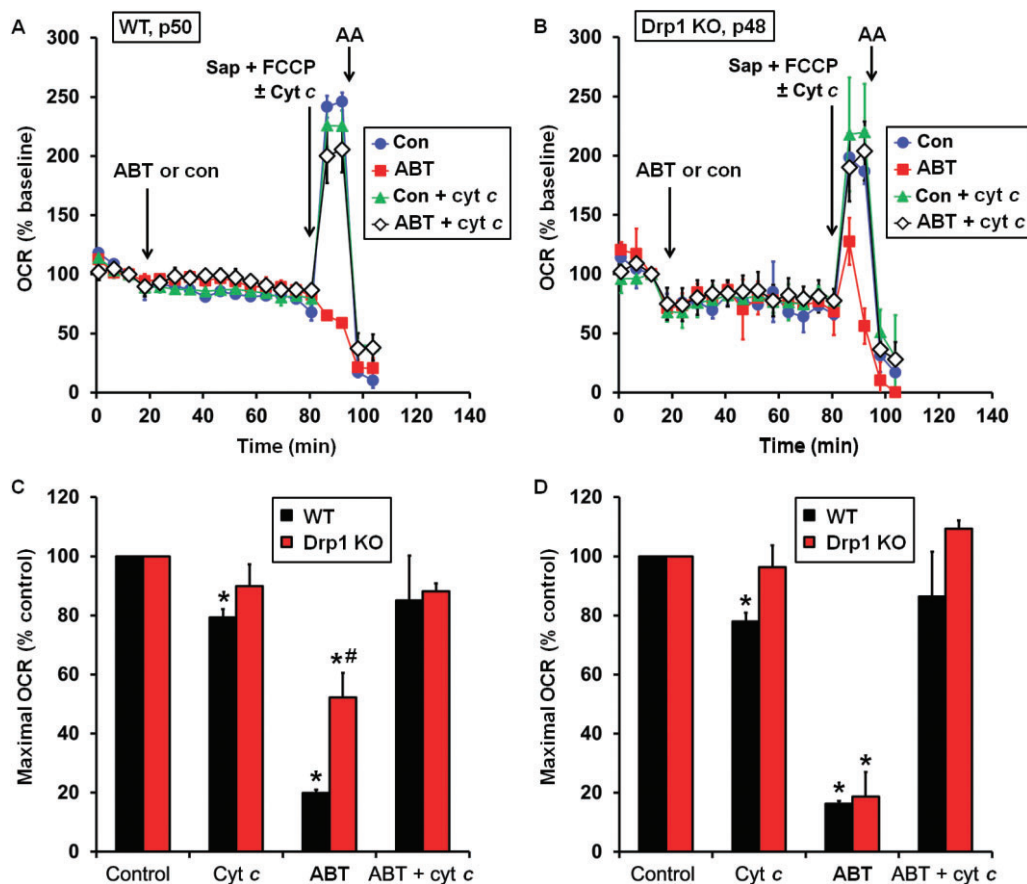 A
WT, p50
AA
Sap + FCCP
± Cyt c
ABT or con
Con
ABT
Con + cyt c
ABT + cyt c
OCR (% baseline)
300
250
200
150
100
50
0
0 20 40 60 80 100 120 140
Time (min)
B
Drp1 KO, p48
AA
Sap + FCCP
± Cyt c
ABT or con
Con
ABT
Con + cyt c
ABT + cyt c
OCR (% baseline)
300
250
200
150
100
50
0
0 20 40 60 80 100 120 140
Time (min)
C
WT
Drp1 KO
Maximal OCR (% control)
120
100
80
60
40
20
0
*
*
*#
Control Cyt c ABT ABT + cyt c
D
WT
Drp1 KO
Maximal OCR (% control)
120
100
80
60
40
20
0
*
* *
Control Cyt c ABT ABT + cyt c